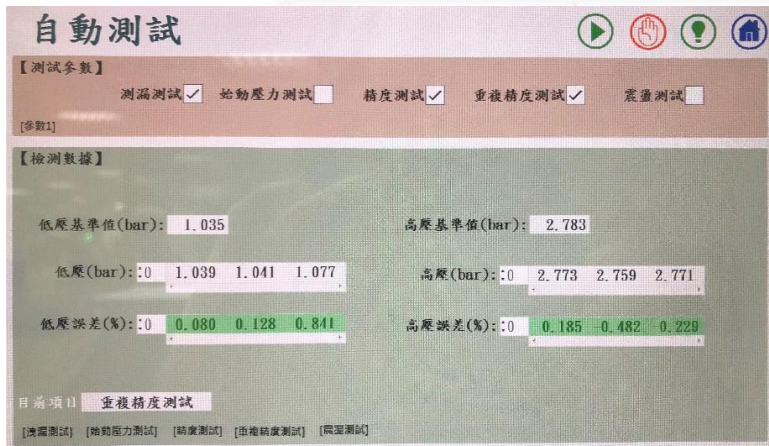 自動測試
【測試參數】
測漏測試 始動壓力測試 精度測試 重複精度測試 震盪測試
[參數1]
【檢測數據】
低壓基準值(bar): 1.035 高壓基準值(bar): 2.783
低壓(bar): :0 1.039 1.041 1.077 高壓(bar): :0 2.773 2.759 2.771
低壓誤差(%): :0 0.080 0.128 0.841 高壓誤差(%): :0 0.185 -0.482 -0.229
目前項目 重複精度測試
[洩漏測試] [始動壓力測試] [精度測試] [重複精度測試] [震盪測試]